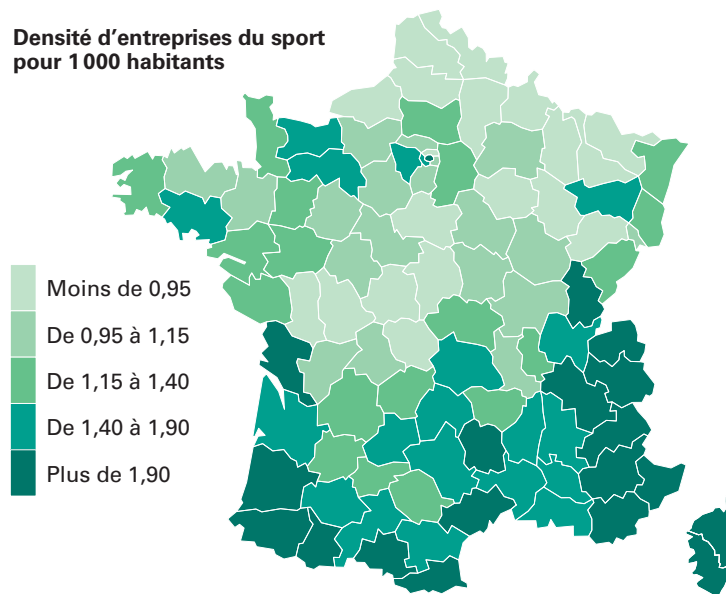 Densité d’entreprises du sport
pour 1 000 habitants
Moins de 0,95
De 0,95 à 1,15
De 1,15 à 1,40
De 1,40 à 1,90
Plus de 1,90